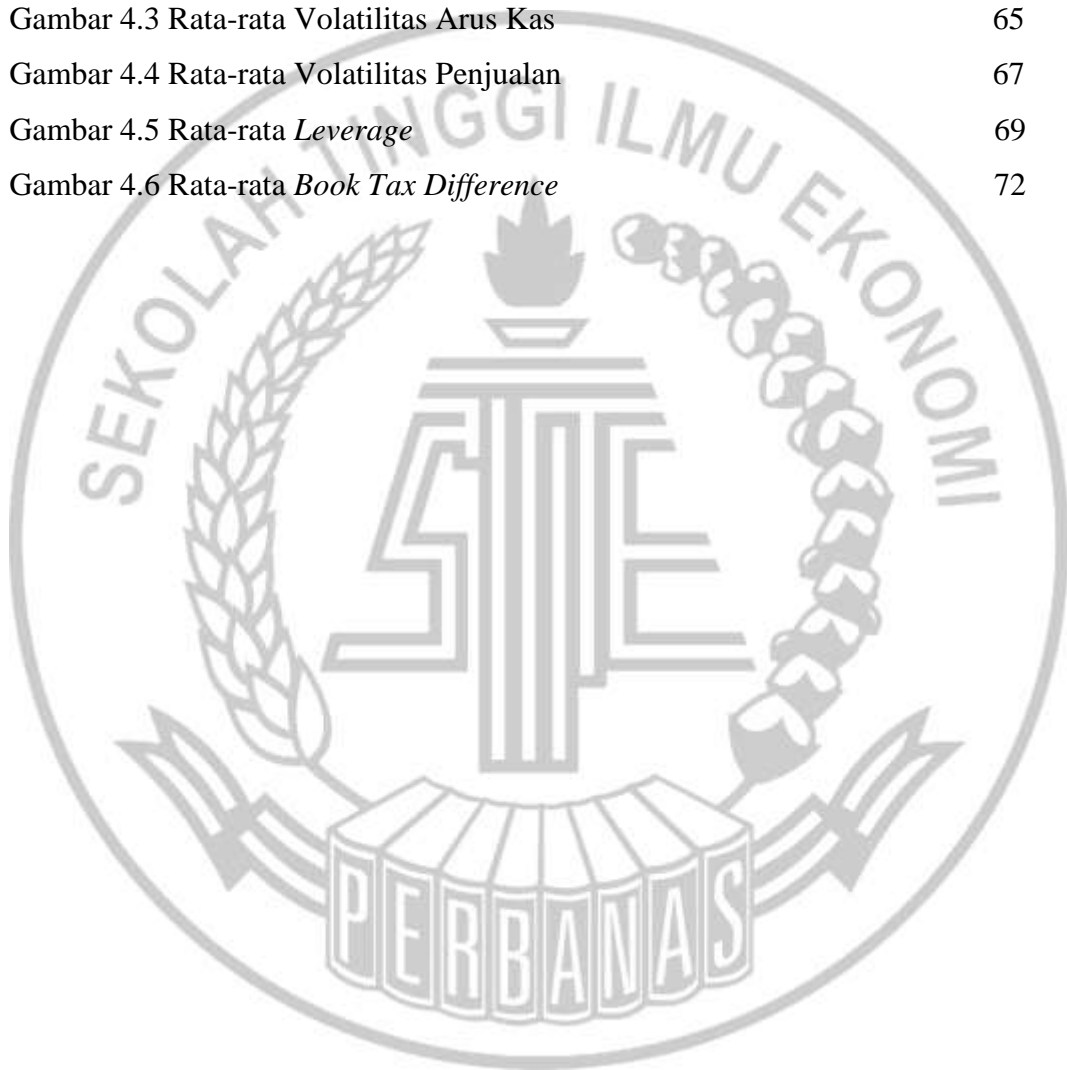 Gambar 4.3 Rata-rata Volatilitas Arus Kas 65
Gambar 4.4 Rata-rata Volatilitas Penjualan 67
Gambar 4.5 Rata-rata Leverage 69
Gambar 4.6 Rata-rata Book Tax Difference 72
SEKOLAH TINGGI ILMU EKONOMI
STIE
PERBANAS